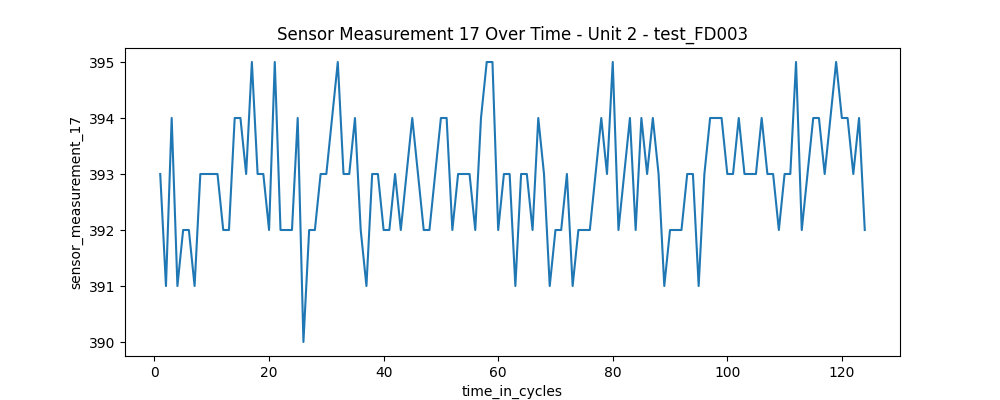 Sensor Measurement 17 Over Time - Unit 2 - test_FD003
sensor_measurement_17
395
394
393
392
391
390
0 20 40 60 80 100 120
time_in_cycles